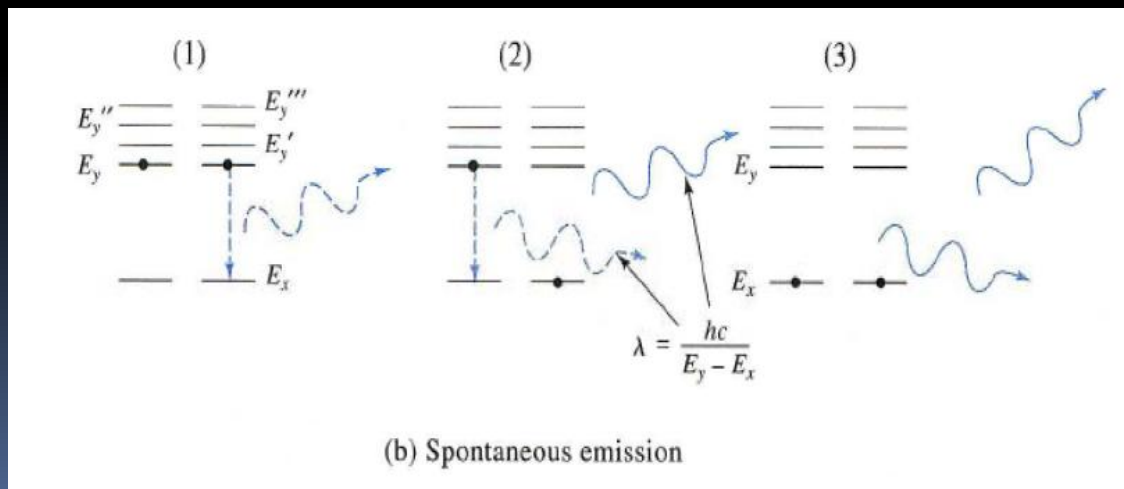 (1) (2) (3)
E_y'' E_y'''
E_y'
E_y E_y
E_x E_x
λ = hc / (E_y – E_x)
(b) Spontaneous emission